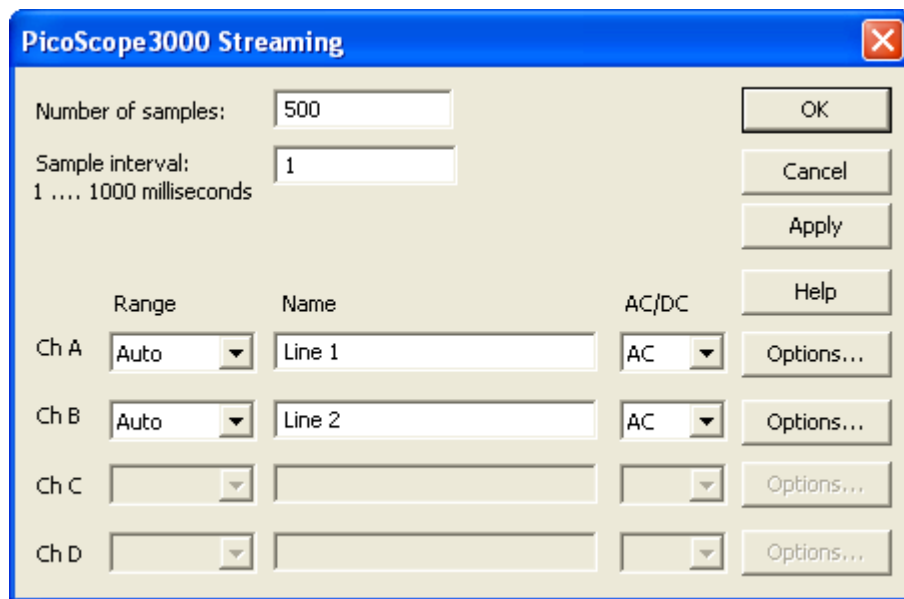 PicoScope3000 Streaming
Number of samples: 500 OK
Sample interval: 1 Cancel
1 .... 1000 milliseconds
Apply
Help
Range Name AC/DC
Ch A Auto Line 1 AC Options...
Ch B Auto Line 2 AC Options...
Ch C Options...
Ch D Options...